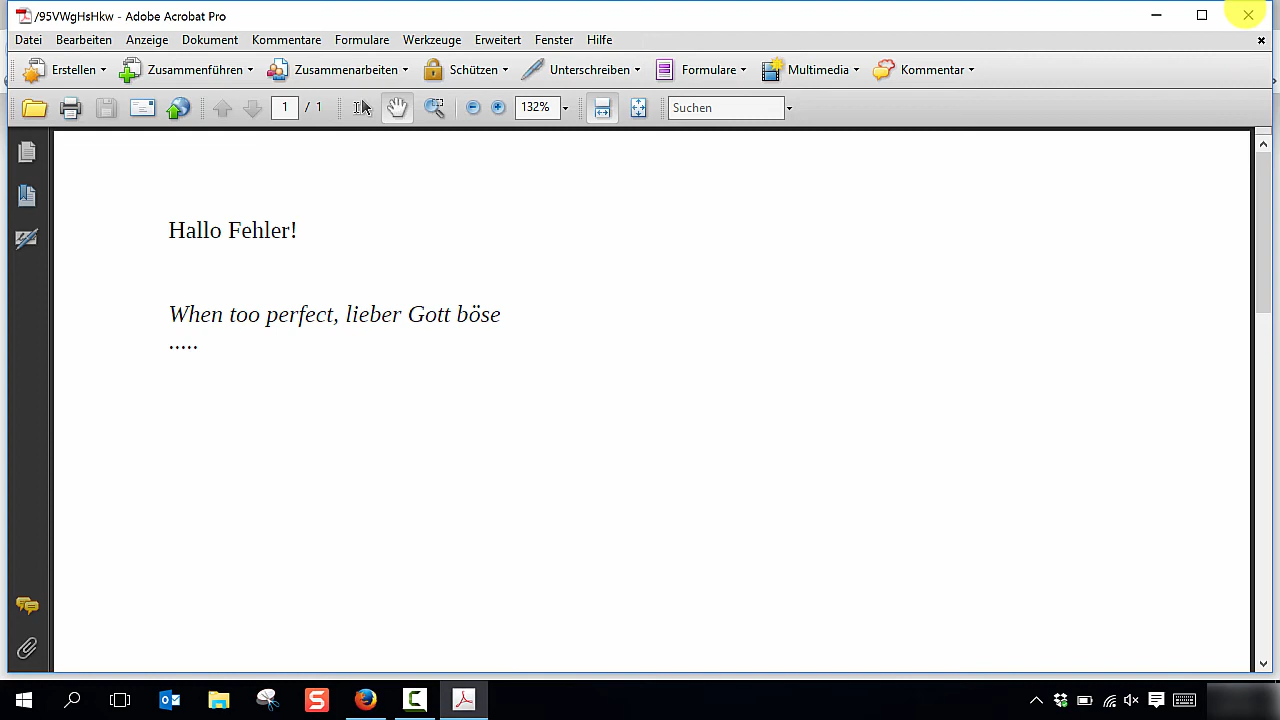 /95VWgHsHkw - Adobe Acrobat Pro
Datei Bearbeiten Anzeige Dokument Kommentare Formulare Werkzeuge Erweitert Fenster Hilfe
Erstellen Zusammenführen Zusammenarbeiten Schützen Unterschreiben Formulare Multimedia Kommentar
1 / 1 132% Suchen
Hallo Fehler!
When too perfect, lieber Gott böse
.....